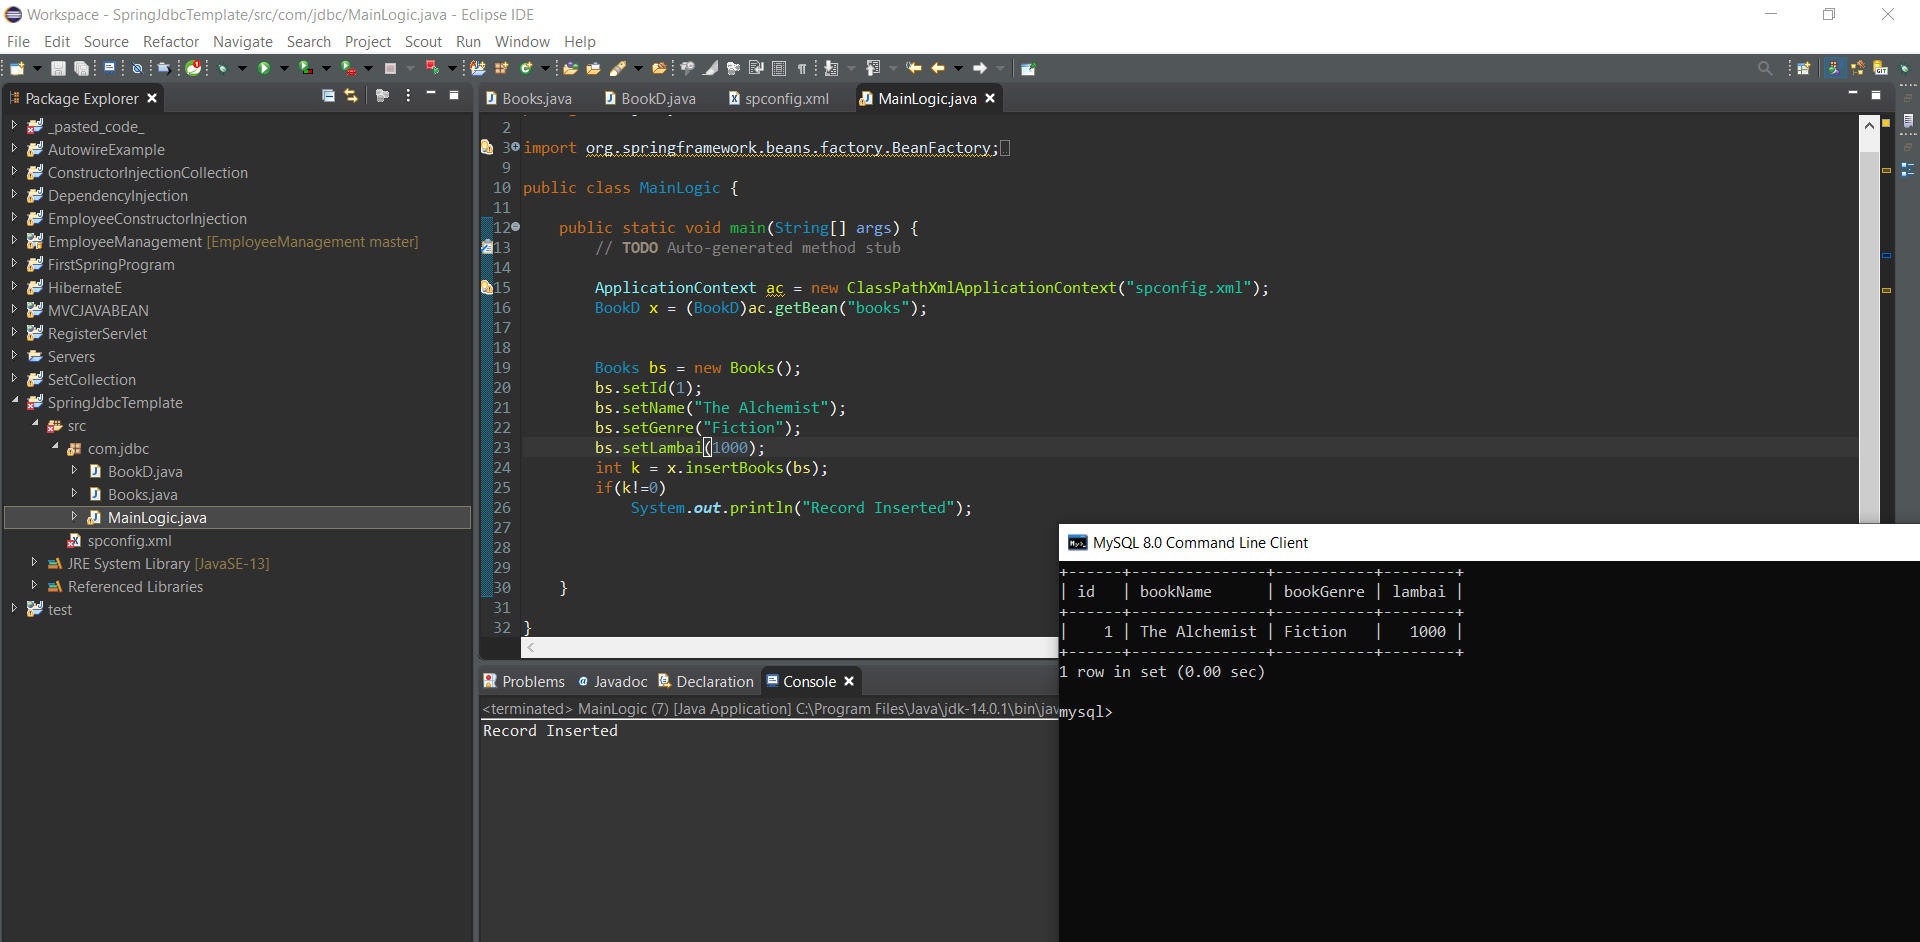 Workspace - SpringJdbcTemplate/src/com/jdbc/MainLogic.java - Eclipse IDE
File Edit Source Refactor Navigate Search Project Scout Run Window Help
Package Explorer
_pasted_code_
AutowireExample
ConstructorInjectionCollection
DependencyInjection
EmployeeConstructorInjection
EmployeeManagement [EmployeeManagement master]
FirstSpringProgram
HibernateE
MVCJAVABEAN
RegisterServlet
Servers
SetCollection
SpringJdbcTemplate
src
com.jdbc
BookD.java
Books.java
MainLogic.java
spconfig.xml
JRE System Library [JavaSE-13]
Referenced Libraries
test
Books.java BookD.java spconfig.xml MainLogic.java
2
3 import org.springframework.beans.factory.BeanFactory;
9
10 public class MainLogic {
11
12 public static void main(String[] args) {
13 // TODO Auto-generated method stub
14
15 ApplicationContext ac = new ClassPathXmlApplicationContext("spconfig.xml");
16 BookD x = (BookD)ac.getBean("books");
17
18
19 Books bs = new Books();
20 bs.setId(1);
21 bs.setName("The Alchemist");
22 bs.setGenre("Fiction");
23 bs.setLambai(1000);
24 int k = x.insertBooks(bs);
25 if(k!=0)
26 System.out.println("Record Inserted");
27
28
29
30 }
31
32 }
Problems Javadoc Declaration Console
<terminated> MainLogic (7) [Java Application] C:\Program Files\Java\jdk-14.0.1\bin\jav
Record Inserted
MySQL 8.0 Command Line Client
+------+---------------+-----------+--------+
| id | bookName | bookGenre | lambai |
+------+---------------+-----------+--------+
| 1 | The Alchemist | Fiction | 1000 |
+------+---------------+-----------+--------+
1 row in set (0.00 sec)
mysql>